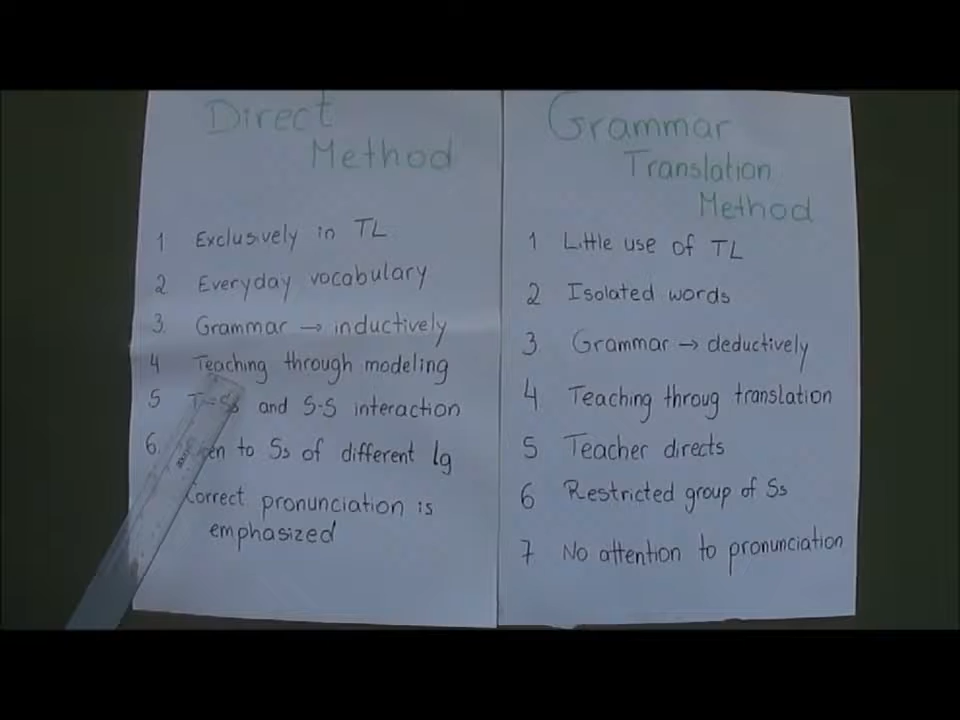 Direct
Method
1 Exclusively in TL
2 Everyday vocabulary
3. Grammar → inductively
4 Teaching through modeling
5 T-Ss and S-S interaction
6. to Ss of different lg
Correct pronunciation is
emphasized
Grammar
Translation
Method
1 Little use of TL
2 Isolated words
3 Grammar → deductively
4 Teaching throug translation
5 Teacher directs
6 Restricted group of Ss
7 No attention to pronunciation